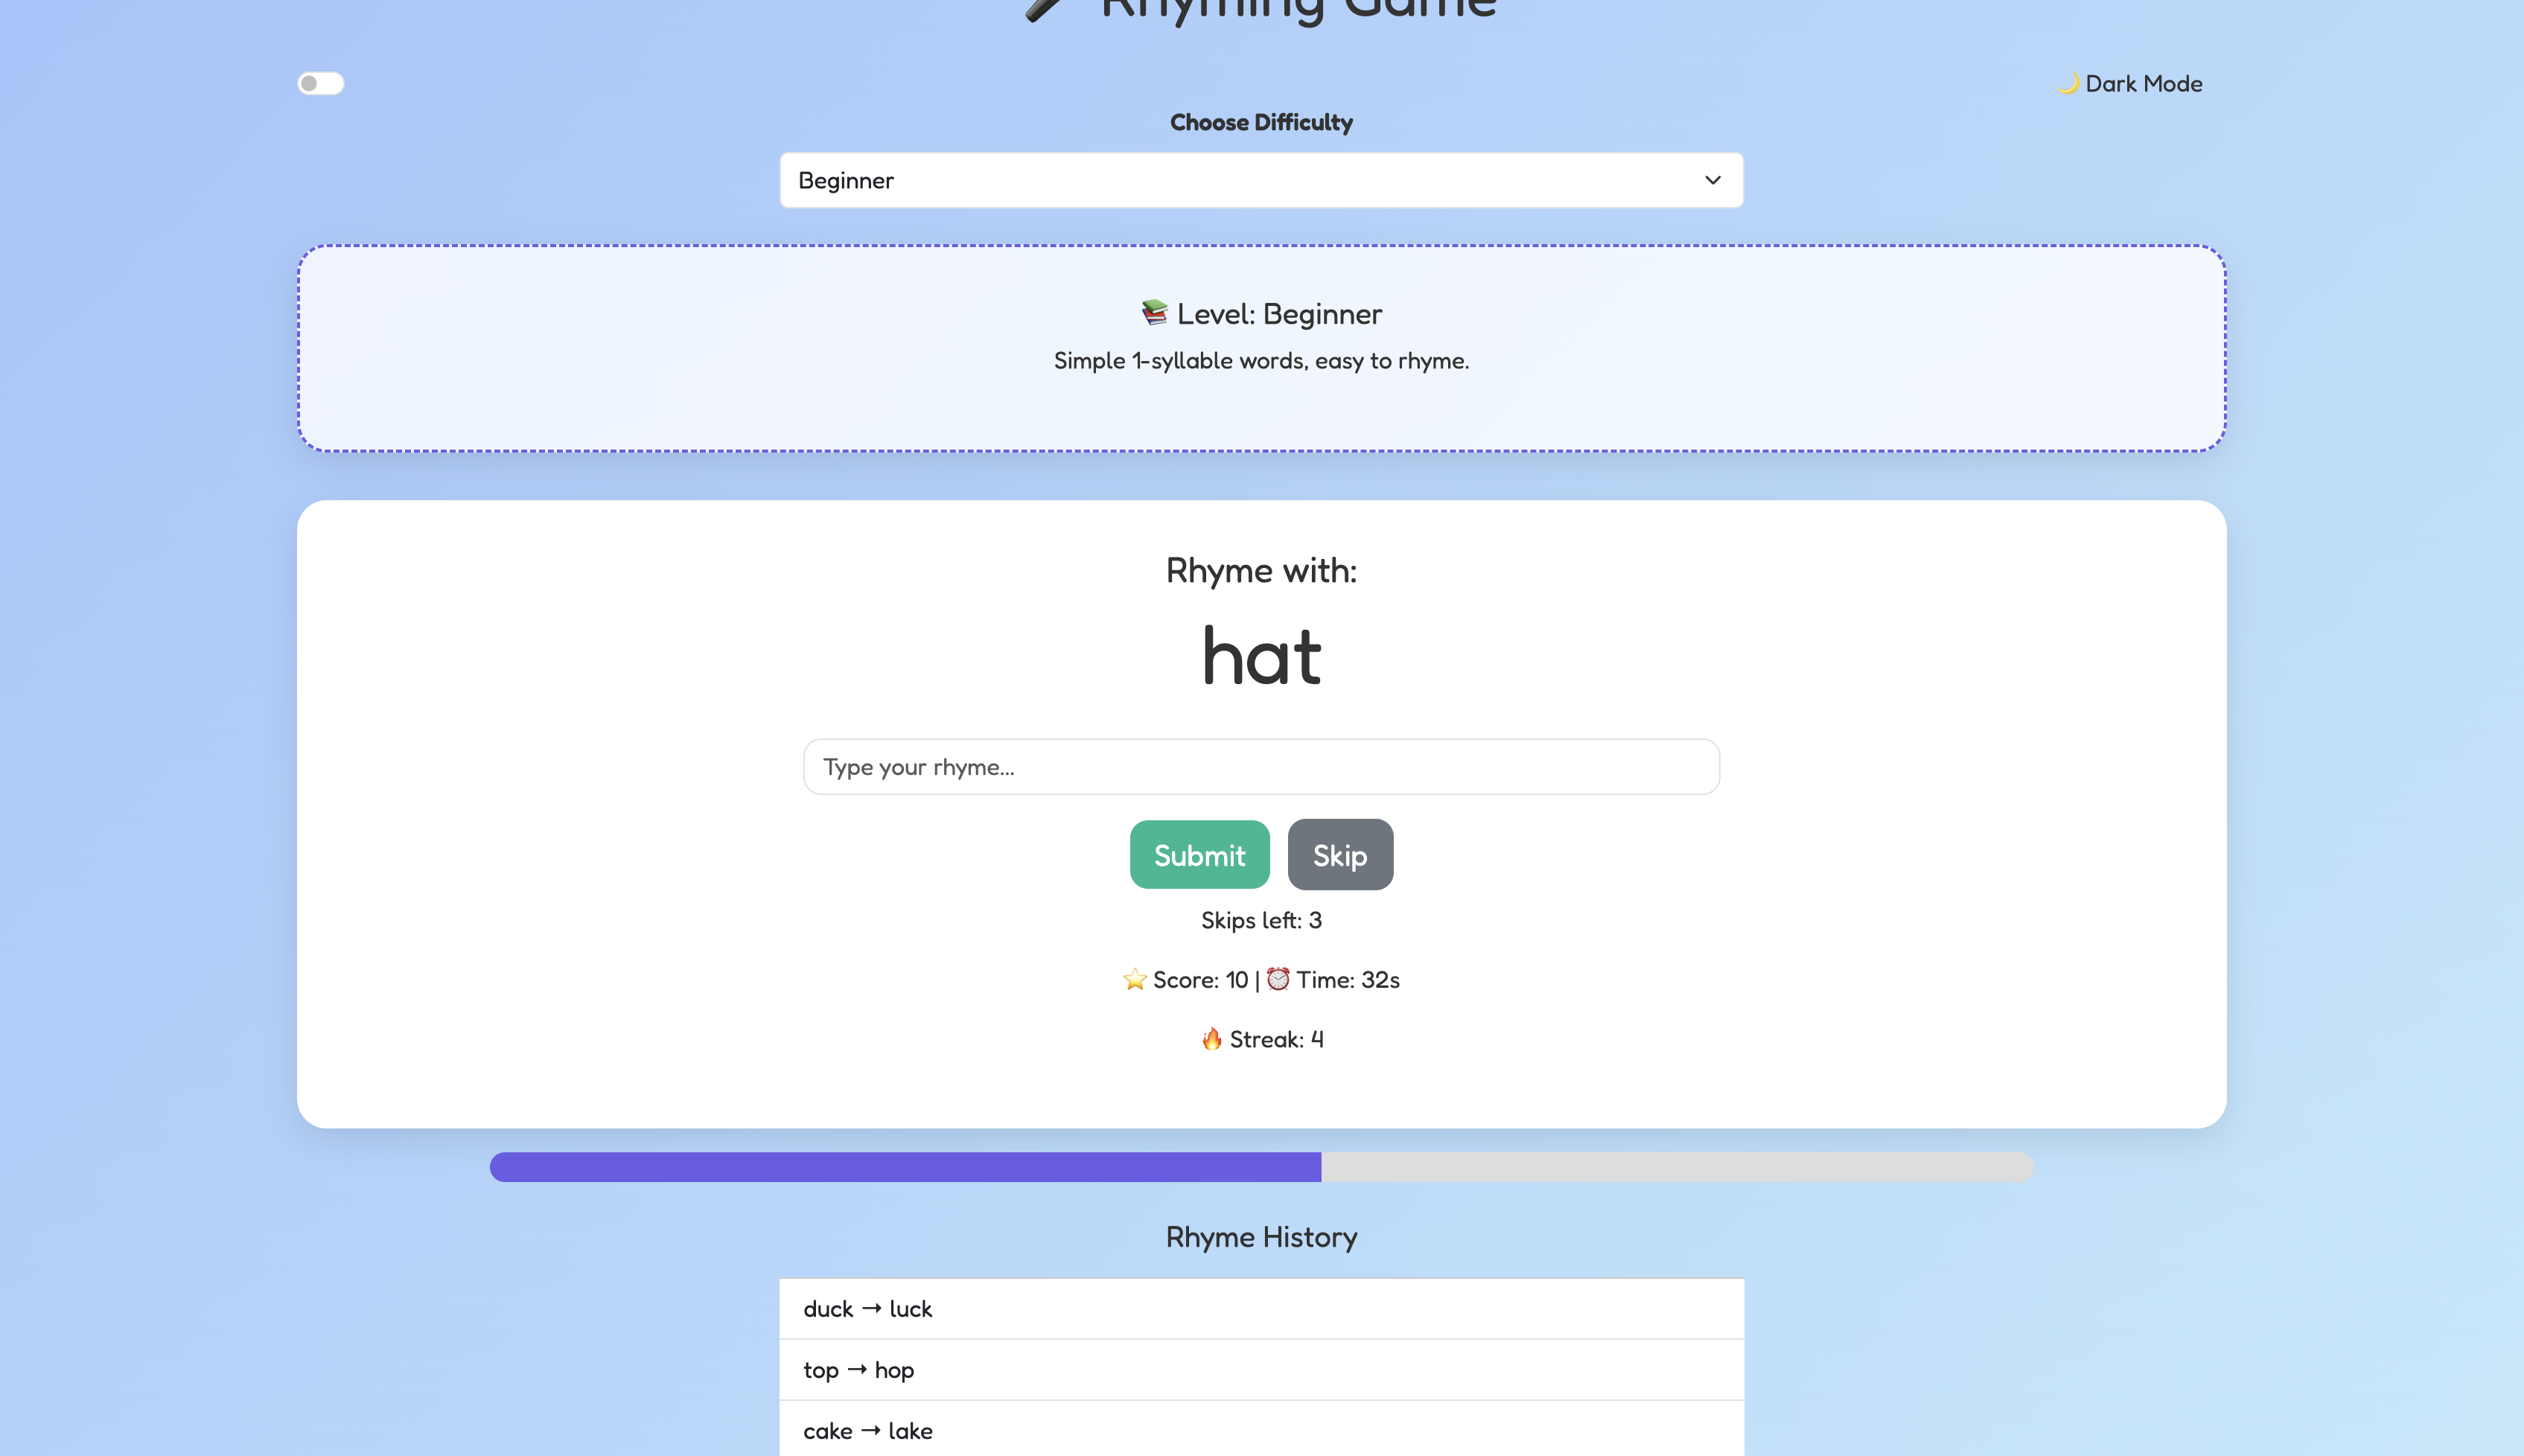 Rhyming Game
🌙 Dark Mode
Choose Difficulty
Beginner
📚 Level: Beginner
Simple 1-syllable words, easy to rhyme.
Rhyme with:
hat
Type your rhyme...
Submit Skip
Skips left: 3
⭐ Score: 10 | ⏰ Time: 32s
🔥 Streak: 4
Rhyme History
duck → luck
top → hop
cake → lake